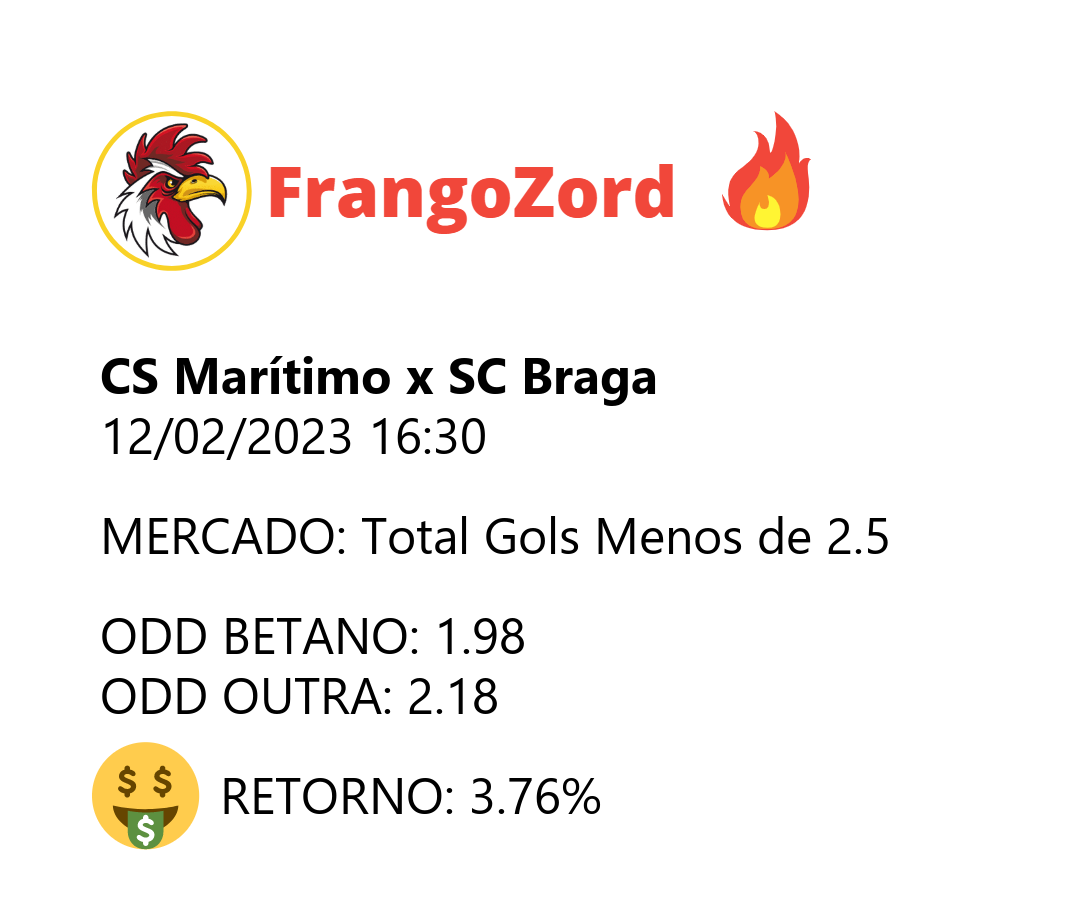 FrangoZord
CS Marítimo x SC Braga
12/02/2023 16:30
MERCADO: Total Gols Menos de 2.5
ODD BETANO: 1.98
ODD OUTRA: 2.18
RETORNO: 3.76%